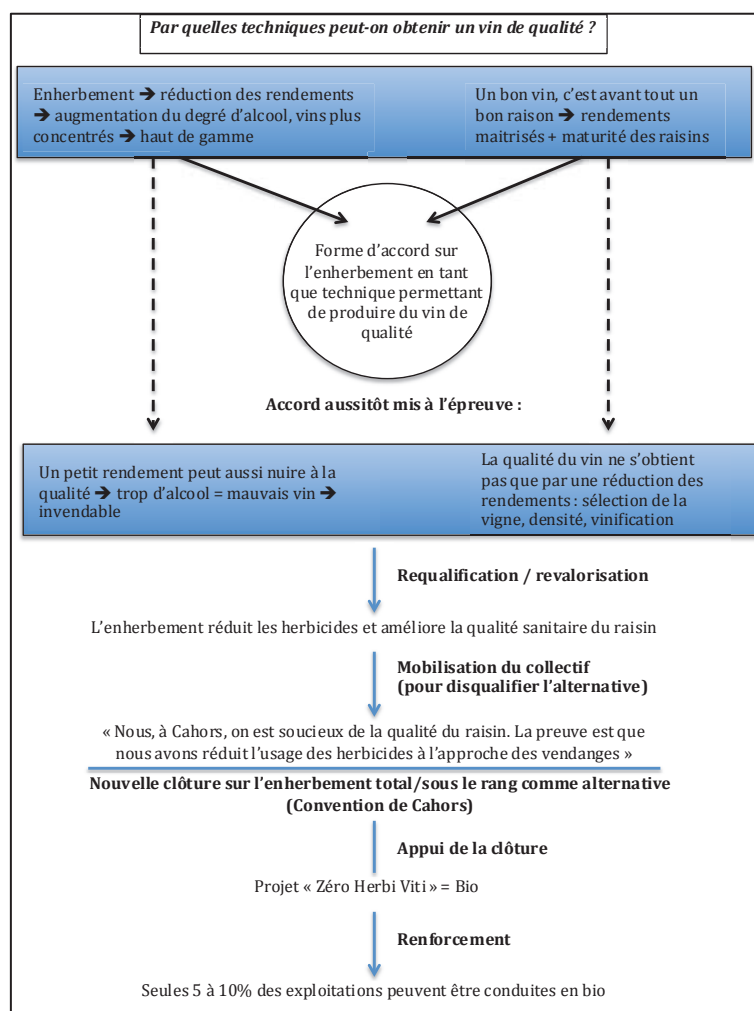 Par quelles techniques peut-on obtenir un vin de qualité ?
Enherbement ➔ réduction des rendements
➔ augmentation du degré d'alcool, vins plus
concentrés ➔ haut de gamme
Un bon vin, c'est avant tout un
bon raison ➔ rendements
maitrisés + maturité des raisins
Forme d'accord sur
l'enherbement en tant
que technique permettant
de produire du vin de
qualité
Accord aussitôt mis à l'épreuve :
Un petit rendement peut aussi nuire à la
qualité ➔ trop d'alcool = mauvais vin ➔
invendable
La qualité du vin ne s'obtient
pas que par une réduction des
rendements : sélection de la
vigne, densité, vinification
Requalification / revalorisation
L'enherbement réduit les herbicides et améliore la qualité sanitaire du raisin
Mobilisation du collectif
(pour disqualifier l'alternative)
« Nous, à Cahors, on est soucieux de la qualité du raisin. La preuve est que
nous avons réduit l'usage des herbicides à l'approche des vendanges »
Nouvelle clôture sur l'enherbement total/sous le rang comme alternative
(Convention de Cahors)
Appui de la clôture
Projet « Zéro Herbi Viti » = Bio
Renforcement
Seules 5 à 10% des exploitations peuvent être conduites en bio